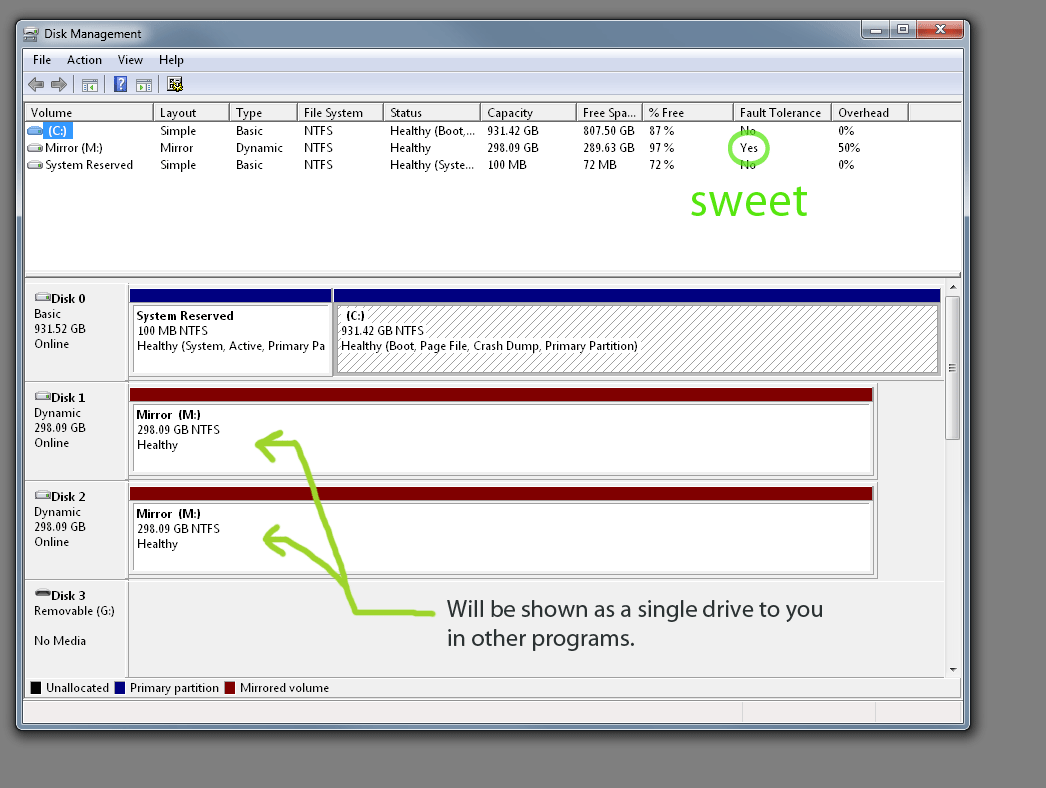 Disk Management
File Action View Help
Volume Layout Type File System Status Capacity Free Spa... % Free Fault Tolerance Overhead
(C:) Simple Basic NTFS Healthy (Boot,... 931.42 GB 807.50 GB 87 % No 0%
Mirror (M:) Mirror Dynamic NTFS Healthy 298.09 GB 289.63 GB 97 % Yes 50%
System Reserved Simple Basic NTFS Healthy (Syste... 100 MB 72 MB 72 % No 0%
sweet
Disk 0
Basic
931.52 GB
Online
System Reserved
100 MB NTFS
Healthy (System, Active, Primary Pa
(C:)
931.42 GB NTFS
Healthy (Boot, Page File, Crash Dump, Primary Partition)
Disk 1
Dynamic
298.09 GB
Online
Mirror (M:)
298.09 GB NTFS
Healthy
Disk 2
Dynamic
298.09 GB
Online
Mirror (M:)
298.09 GB NTFS
Healthy
Disk 3
Removable (G:)
No Media
Will be shown as a single drive to you
in other programs.
Unallocated Primary partition Mirrored volume